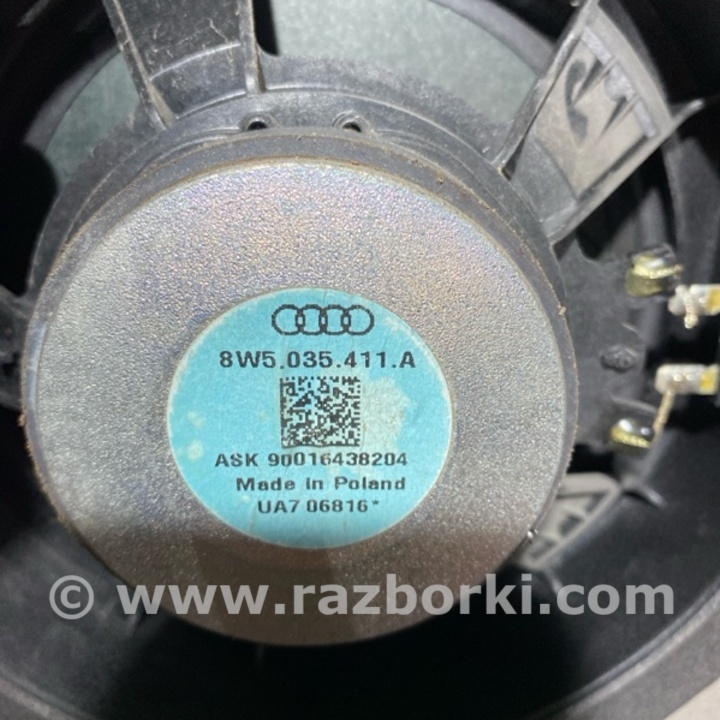 8W5.035.411.A
ASK 90016438204
Made in Poland
UA7 06816*
© www.razborki.com